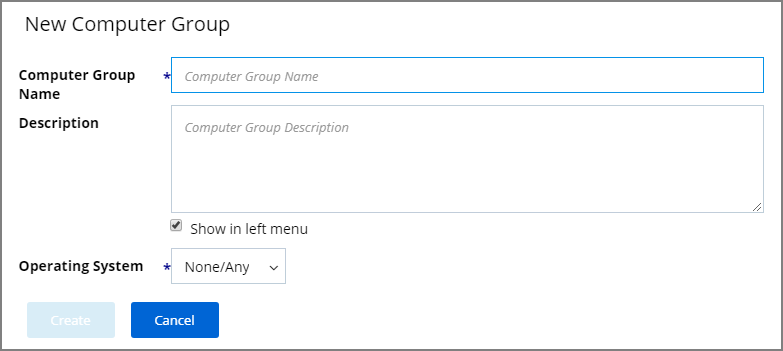 New Computer Group
Computer Group
Name
* Computer Group Name
Description
Computer Group Description
Show in left menu
Operating System * None/Any
Create Cancel